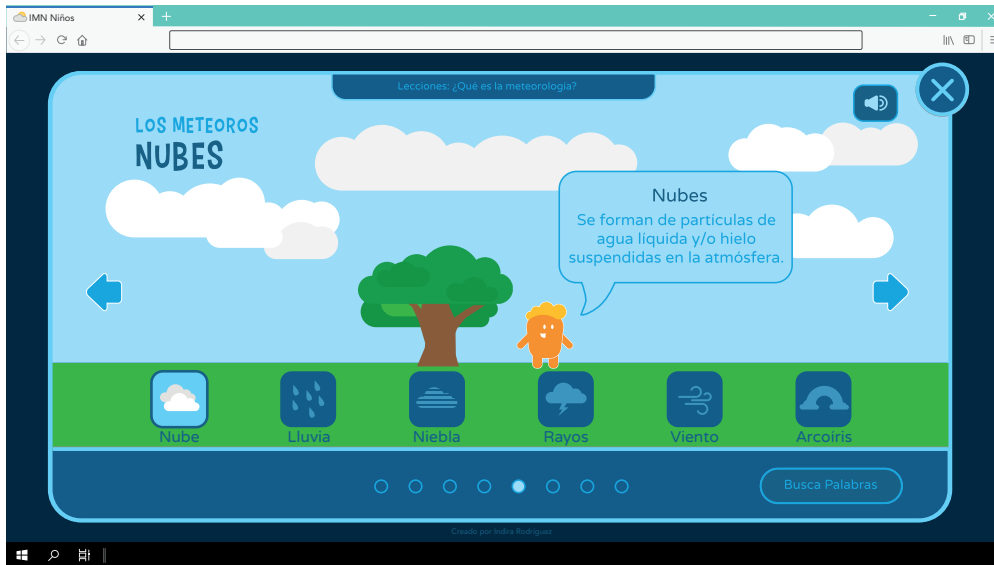 IMN Niños
Lecciones: ¿Qué es la meteorología?
LOS METEOROS
NUBES
Nubes
Se forman de partículas de
agua líquida y/o hielo
suspendidas en la atmósfera.
Nube
Lluvia
Niebla
Rayos
Viento
Arcoíris
Busca Palabras
Creado por Indira Rodríguez